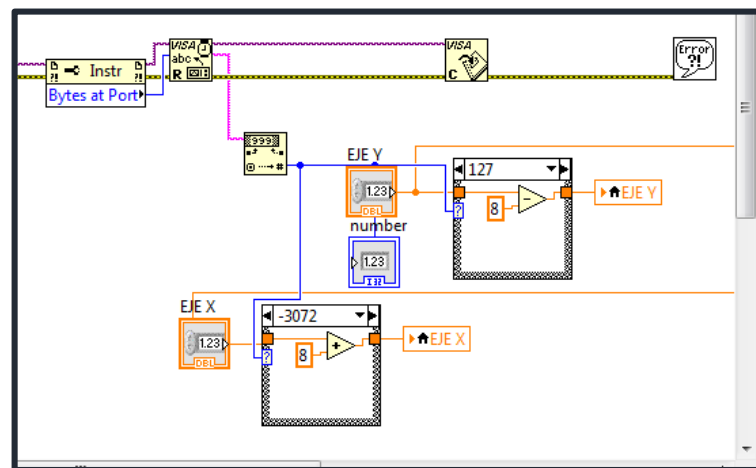 VISA
abc
R
Instr
Bytes at Port
VISA
C
Error
?!
999
#
EJE Y
1.23
DBL
number
1.23
I32
127
?
8
-
EJE Y
EJE X
1.23
DBL
-3072
?
8
+
EJE X